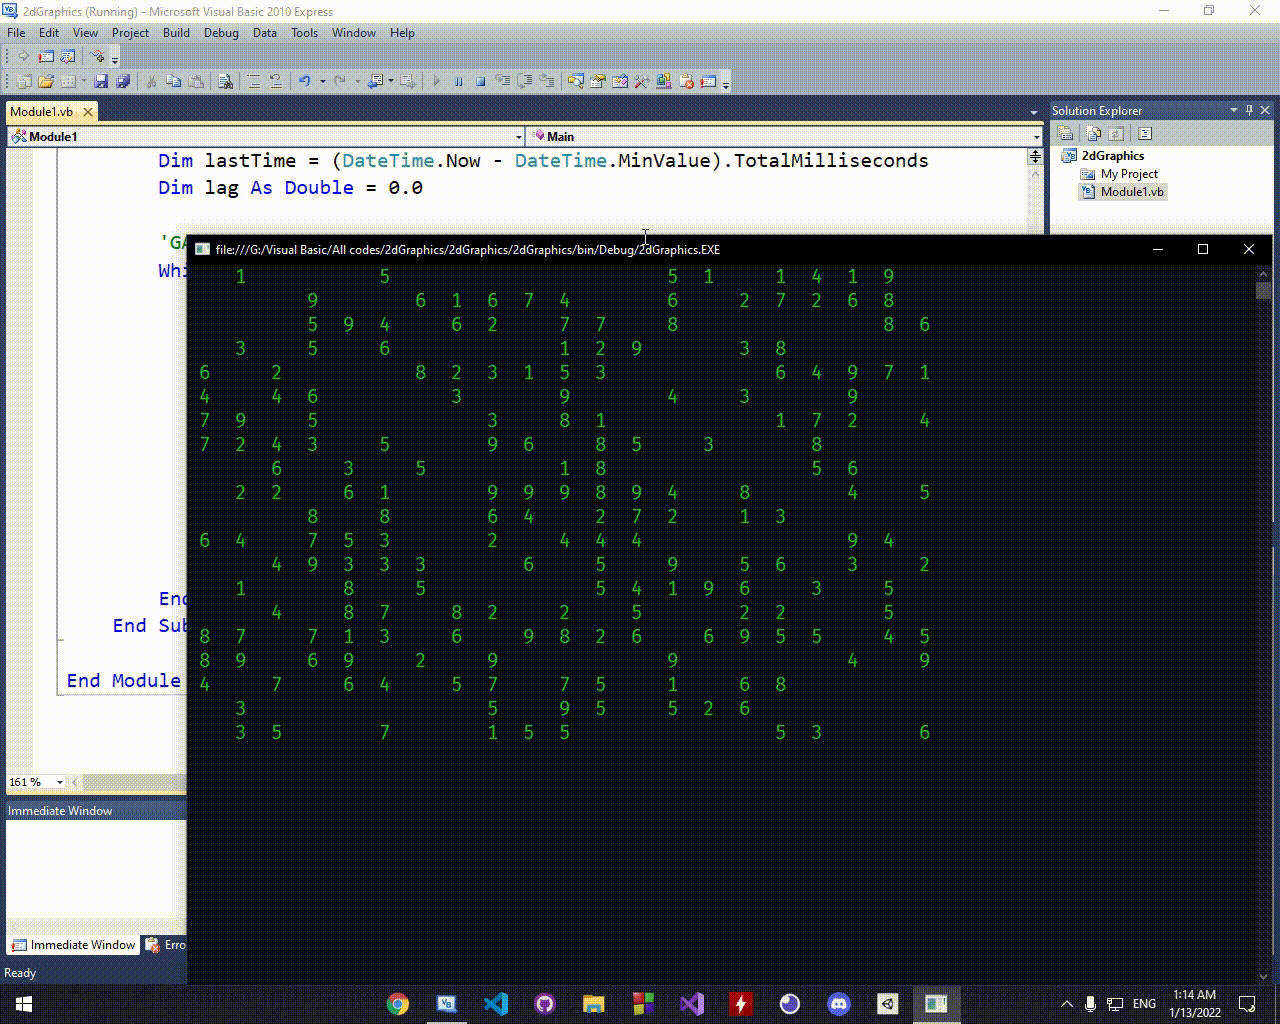 2dGraphics (Running) - Microsoft Visual Basic 2010 Express
File Edit View Project Build Debug Data Tools Window Help
Module1.vb
Module1 Main
Dim lastTime = (DateTime.Now - DateTime.MinValue).TotalMilliseconds
Dim lag As Double = 0.0
'GA
Whi
End
End Sub
End Module
161 %
Solution Explorer
2dGraphics
My Project
Module1.vb
file:///G:/Visual Basic/All codes/2dGraphics/2dGraphics/2dGraphics/bin/Debug/2dGraphics.EXE
1 5 5 1 1 4 1 9
9 6 1 6 7 4 6 2 7 2 6 8
5 9 4 6 2 7 7 8 8 6
3 5 6 1 2 9 3 8
6 2 8 2 3 1 5 3 6 4 9 7 1
4 4 6 3 9 4 3 9
7 9 5 3 8 1 1 7 2 4
7 2 4 3 5 9 6 8 5 3 8
6 3 5 1 8 5 6
2 2 6 1 9 9 9 8 9 4 8 4 5
8 8 6 4 2 7 2 1 3
6 4 7 5 3 2 4 4 4 9 4
4 9 3 3 3 6 5 9 5 6 3 2
1 8 5 5 4 1 9 6 3 5
4 8 7 8 2 2 5 2 2 5
8 7 7 1 3 6 9 8 2 6 6 9 5 5 4 5
8 9 6 9 2 9 9 4 9
4 7 6 4 5 7 7 5 1 6 8
3 5 9 5 5 2 6
3 5 7 1 5 5 5 3 6
Immediate Window
Immediate Window Erro
Ready
ENG
1:14 AM
1/13/2022